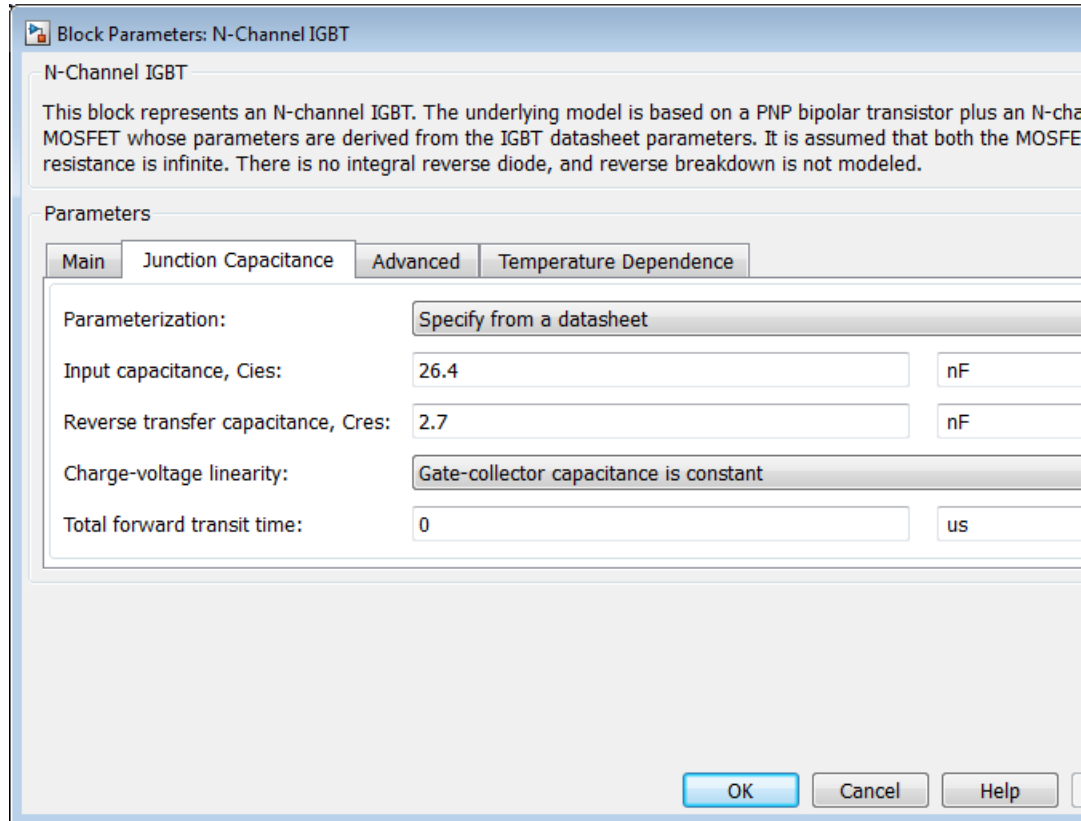 Block Parameters: N-Channel IGBT
N-Channel IGBT
This block represents an N-channel IGBT. The underlying model is based on a PNP bipolar transistor plus an N-cha
MOSFET whose parameters are derived from the IGBT datasheet parameters. It is assumed that both the MOSFE
resistance is infinite. There is no integral reverse diode, and reverse breakdown is not modeled.
Parameters
Main Junction Capacitance Advanced Temperature Dependence
Parameterization: Specify from a datasheet
Input capacitance, Cies: 26.4 nF
Reverse transfer capacitance, Cres: 2.7 nF
Charge-voltage linearity: Gate-collector capacitance is constant
Total forward transit time: 0 us
OK Cancel Help